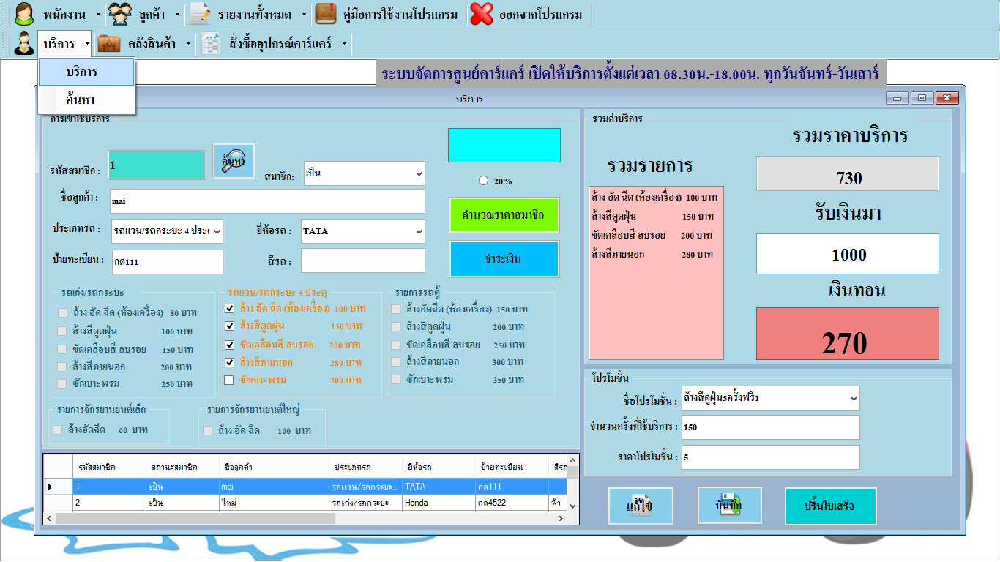 พนักงาน ลูกค้า รายงานทั้งหมด คู่มือการใช้งานโปรแกรม ออกจากโปรแกรม
บริการ คลังสินค้า สั่งซื้ออุปกรณ์คาร์แคร์
บริการ
ค้นหา
ระบบจัดการศูนย์คาร์แคร์ เปิดให้บริการตั้งแต่เวลา 08.30น.-18.00น. ทุกวันจันทร์-วันเสาร์
บริการ
การเข้าใช้บริการ
รหัสสมาชิก : 1 ค้นหา สมาชิก: เป็น
20%
ชื่อลูกค้า : mai
คำนวณราคาสมาชิก
ประเภทรถ : รถแวน/รถกระบะ 4 ประ ยี่ห้อรถ : TATA
ป้ายทะเบียน : กด111 สีรถ :
ชำระเงิน
รถเก๋ง/รถกระบะ
ล้าง อัด ฉีด (ห้องเครื่อง) 80 บาท
ล้างสีดูดฝุ่น 100 บาท
ขัดเคลือบสี ลบรอย 150 บาท
ล้างสีภายนอก 200 บาท
ซักเบาะพรม 250 บาท
รถแวน/รถกระบะ 4 ประตู
ล้าง อัด ฉีด (ห้องเครื่อง) 100 บาท
ล้างสีดูดฝุ่น 150 บาท
ขัดเคลือบสี ลบรอย 200 บาท
ล้างสีภายนอก 280 บาท
ซักเบาะพรม 300 บาท
รายการรถตู้
ล้างอัดฉีด (ห้องเครื่อง) 150 บาท
ล้างสีดูดฝุ่น 200 บาท
ขัดเคลือบสี ลบรอย 250 บาท
ล้างสีภายนอก 300 บาท
ซักเบาะพรม 350 บาท
รายการจักรยานยนต์เล็ก
ล้างอัดฉีด 60 บาท
รายการจักรยานยนต์ใหญ่
ล้าง อัด ฉีด 100 บาท
รหัสสมาชิก สถานะสมาชิก ชื่อลูกค้า ประเภทรถ ยี่ห้อรถ ป้ายทะเบียน สีรถ
1 เป็น mai รถแวน/รถกระบะ... TATA กด111
2 เป็น ใหม่ รถเก๋ง/รถกระบะ Honda กด4522 ฟ้า
รวมค่าบริการ
รวมรายการ
ล้าง อัด ฉีด (ห้องเครื่อง) 100 บาท
ล้างสีดูดฝุ่น 150 บาท
ขัดเคลือบสี ลบรอย 200 บาท
ล้างสีภายนอก 280 บาท
รวมราคาบริการ
730
รับเงินมา
1000
เงินทอน
270
โปรโมชั่น
ชื่อโปรโมชั่น : ล้างสีดูฝุ่น5ครั้งฟรี1
จำนวนครั้งที่ใช้บริการ : 150
ราคาโปรโมชั่น : 5
แก้ไข บันทึก ปริ้นใบเสร็จ